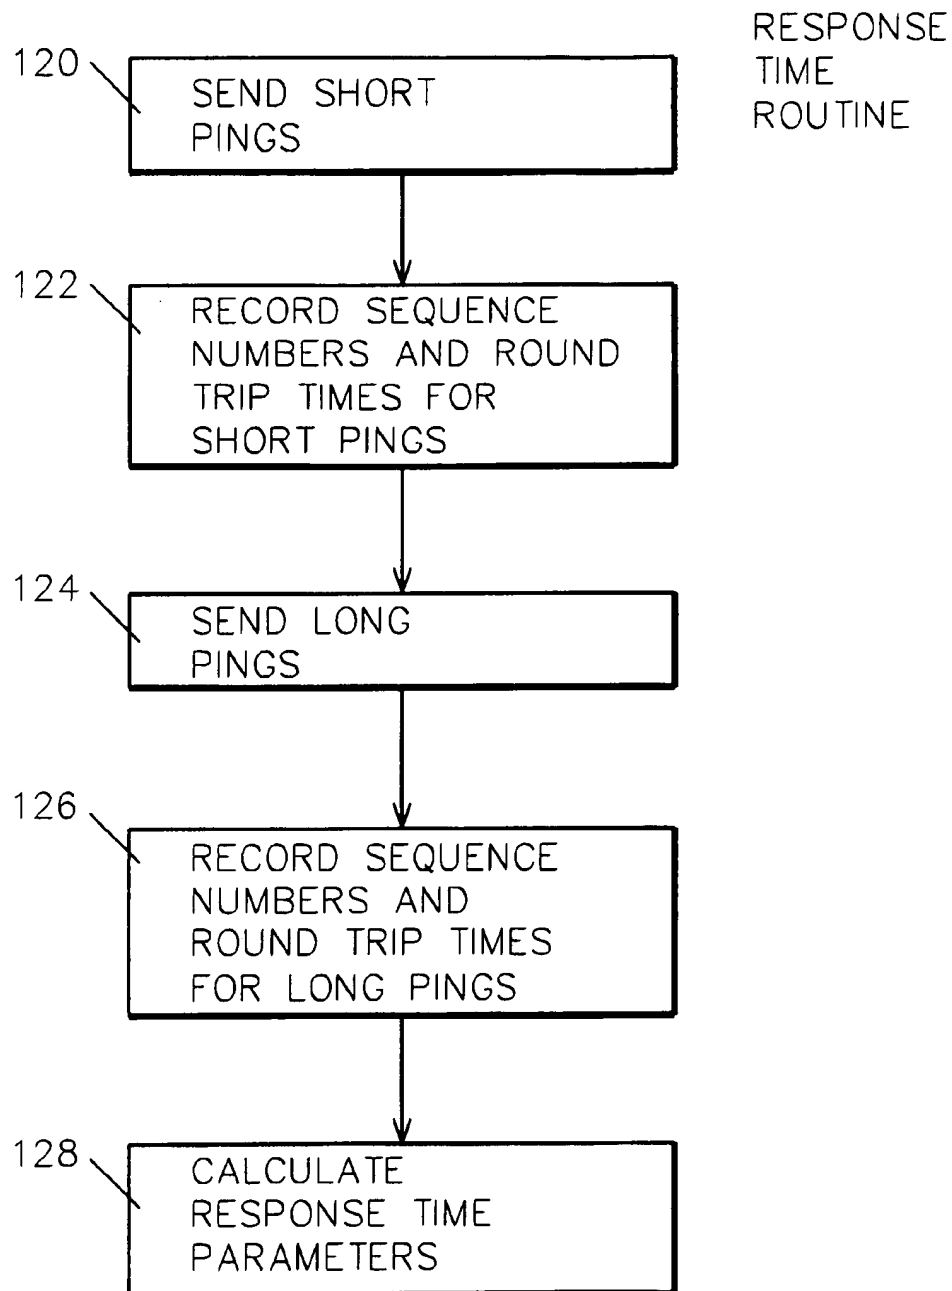 RESPONSE
TIME
ROUTINE
120
SEND SHORT
PINGS
122
RECORD SEQUENCE
NUMBERS AND ROUND
TRIP TIMES FOR
SHORT PINGS
124
SEND LONG
PINGS
126
RECORD SEQUENCE
NUMBERS AND
ROUND TRIP TIMES
FOR LONG PINGS
128
CALCULATE
RESPONSE TIME
PARAMETERS